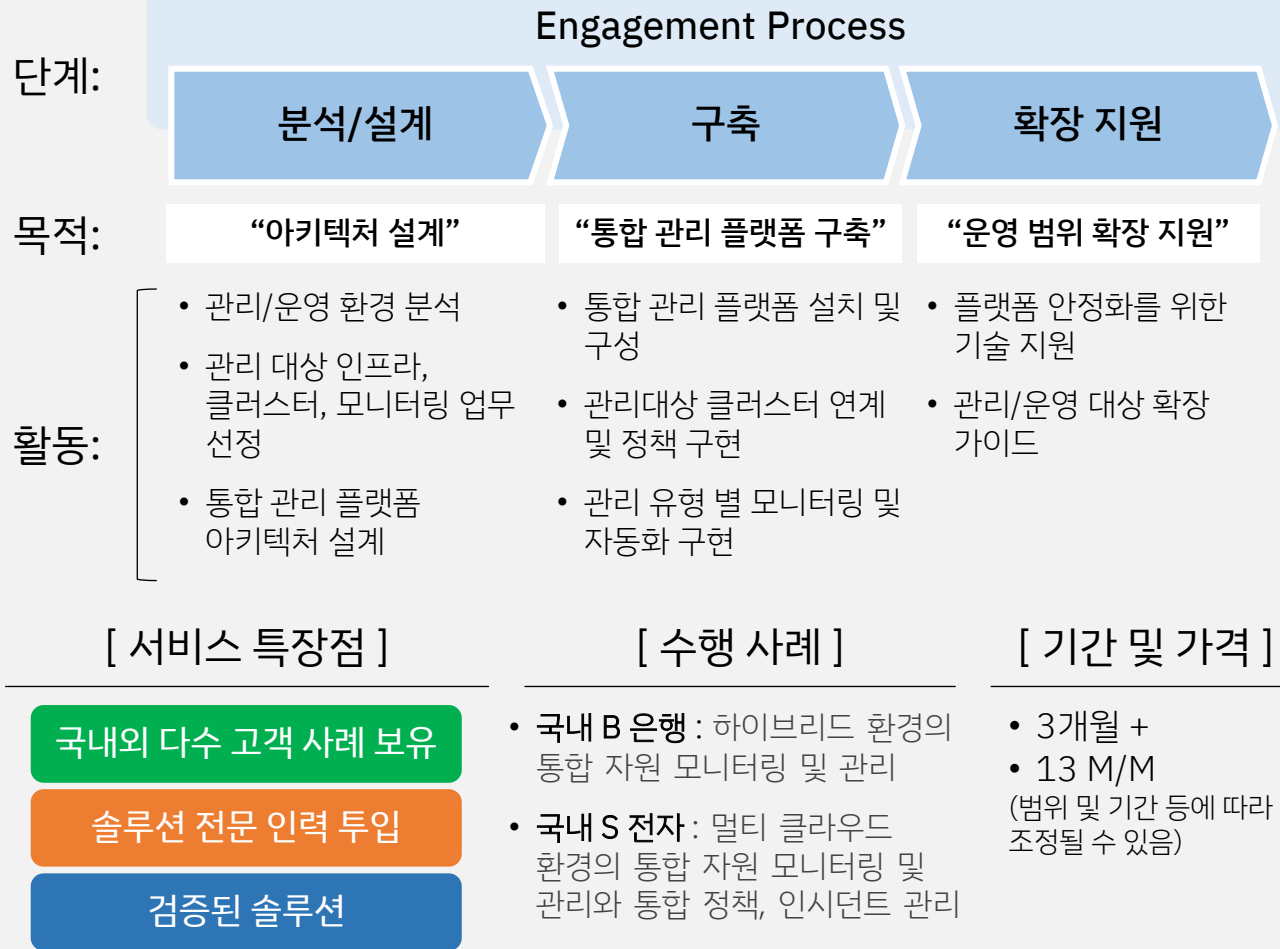 Engagement Process
단계:
분석/설계
구축
확장 지원
목적:
“아키텍처 설계”
“통합 관리 플랫폼 구축”
“운영 범위 확장 지원”
활동:
• 관리/운영 환경 분석
• 관리 대상 인프라,
클러스터, 모니터링 업무
선정
• 통합 관리 플랫폼
아키텍처 설계
• 통합 관리 플랫폼 설치 및
구성
• 관리대상 클러스터 연계
및 정책 구현
• 관리 유형 별 모니터링 및
자동화 구현
• 플랫폼 안정화를 위한
기술 지원
• 관리/운영 대상 확장
가이드
[ 서비스 특장점 ]
국내외 다수 고객 사례 보유
솔루션 전문 인력 투입
검증된 솔루션
[ 수행 사례 ]
• 국내 B 은행 : 하이브리드 환경의
통합 자원 모니터링 및 관리
• 국내 S 전자 : 멀티 클라우드
환경의 통합 자원 모니터링 및
관리와 통합 정책, 인시던트 관리
[ 기간 및 가격 ]
• 3개월 +
• 13 M/M
(범위 및 기간 등에 따라
조정될 수 있음)